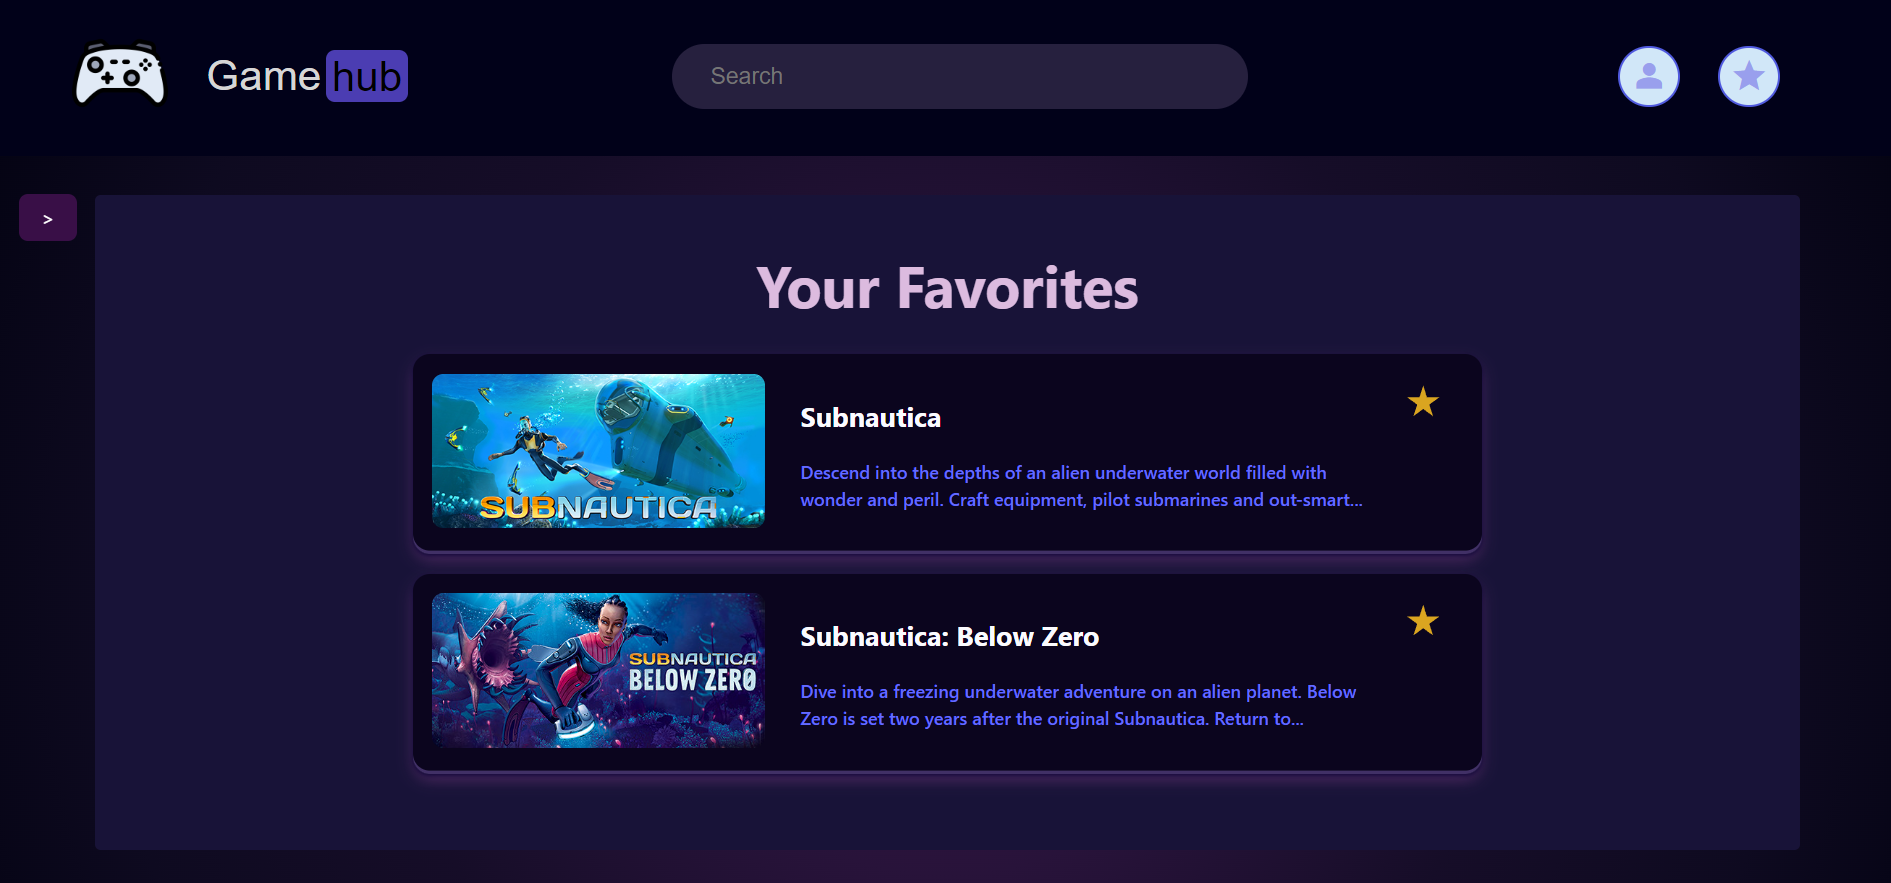 Game hub
Search
>
Your Favorites
SUBNAUTICA
Subnautica
Descend into the depths of an alien underwater world filled with
wonder and peril. Craft equipment, pilot submarines and out-smart...
SUBNAUTICA
BELOW ZERO
Subnautica: Below Zero
Dive into a freezing underwater adventure on an alien planet. Below
Zero is set two years after the original Subnautica. Return to...